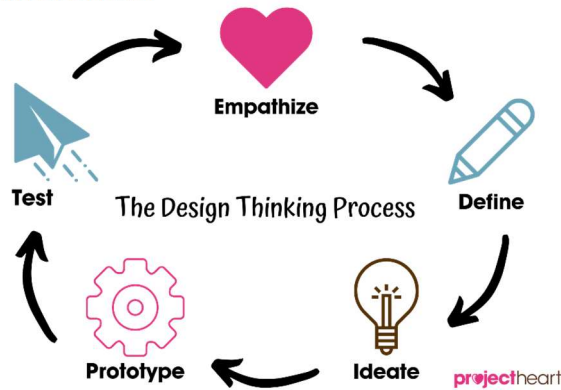 Empathize
Test
The Design Thinking Process
Define
Prototype
Ideate
projectheart